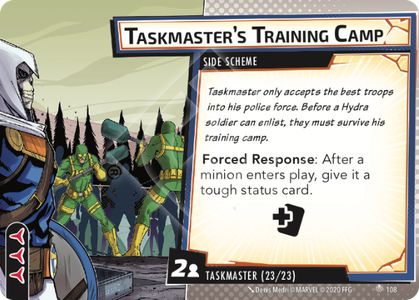 TASKMASTER'S TRAINING CAMP
SIDE SCHEME
Taskmaster only accepts the best troops
into his police force. Before a Hydra
soldier can enlist, they must survive his
training camp.
Forced Response: After a
minion enters play, give it a
tough status card.
2
TASKMASTER (23/23)
Denis Medri © MARVEL © 2020 FFG
108